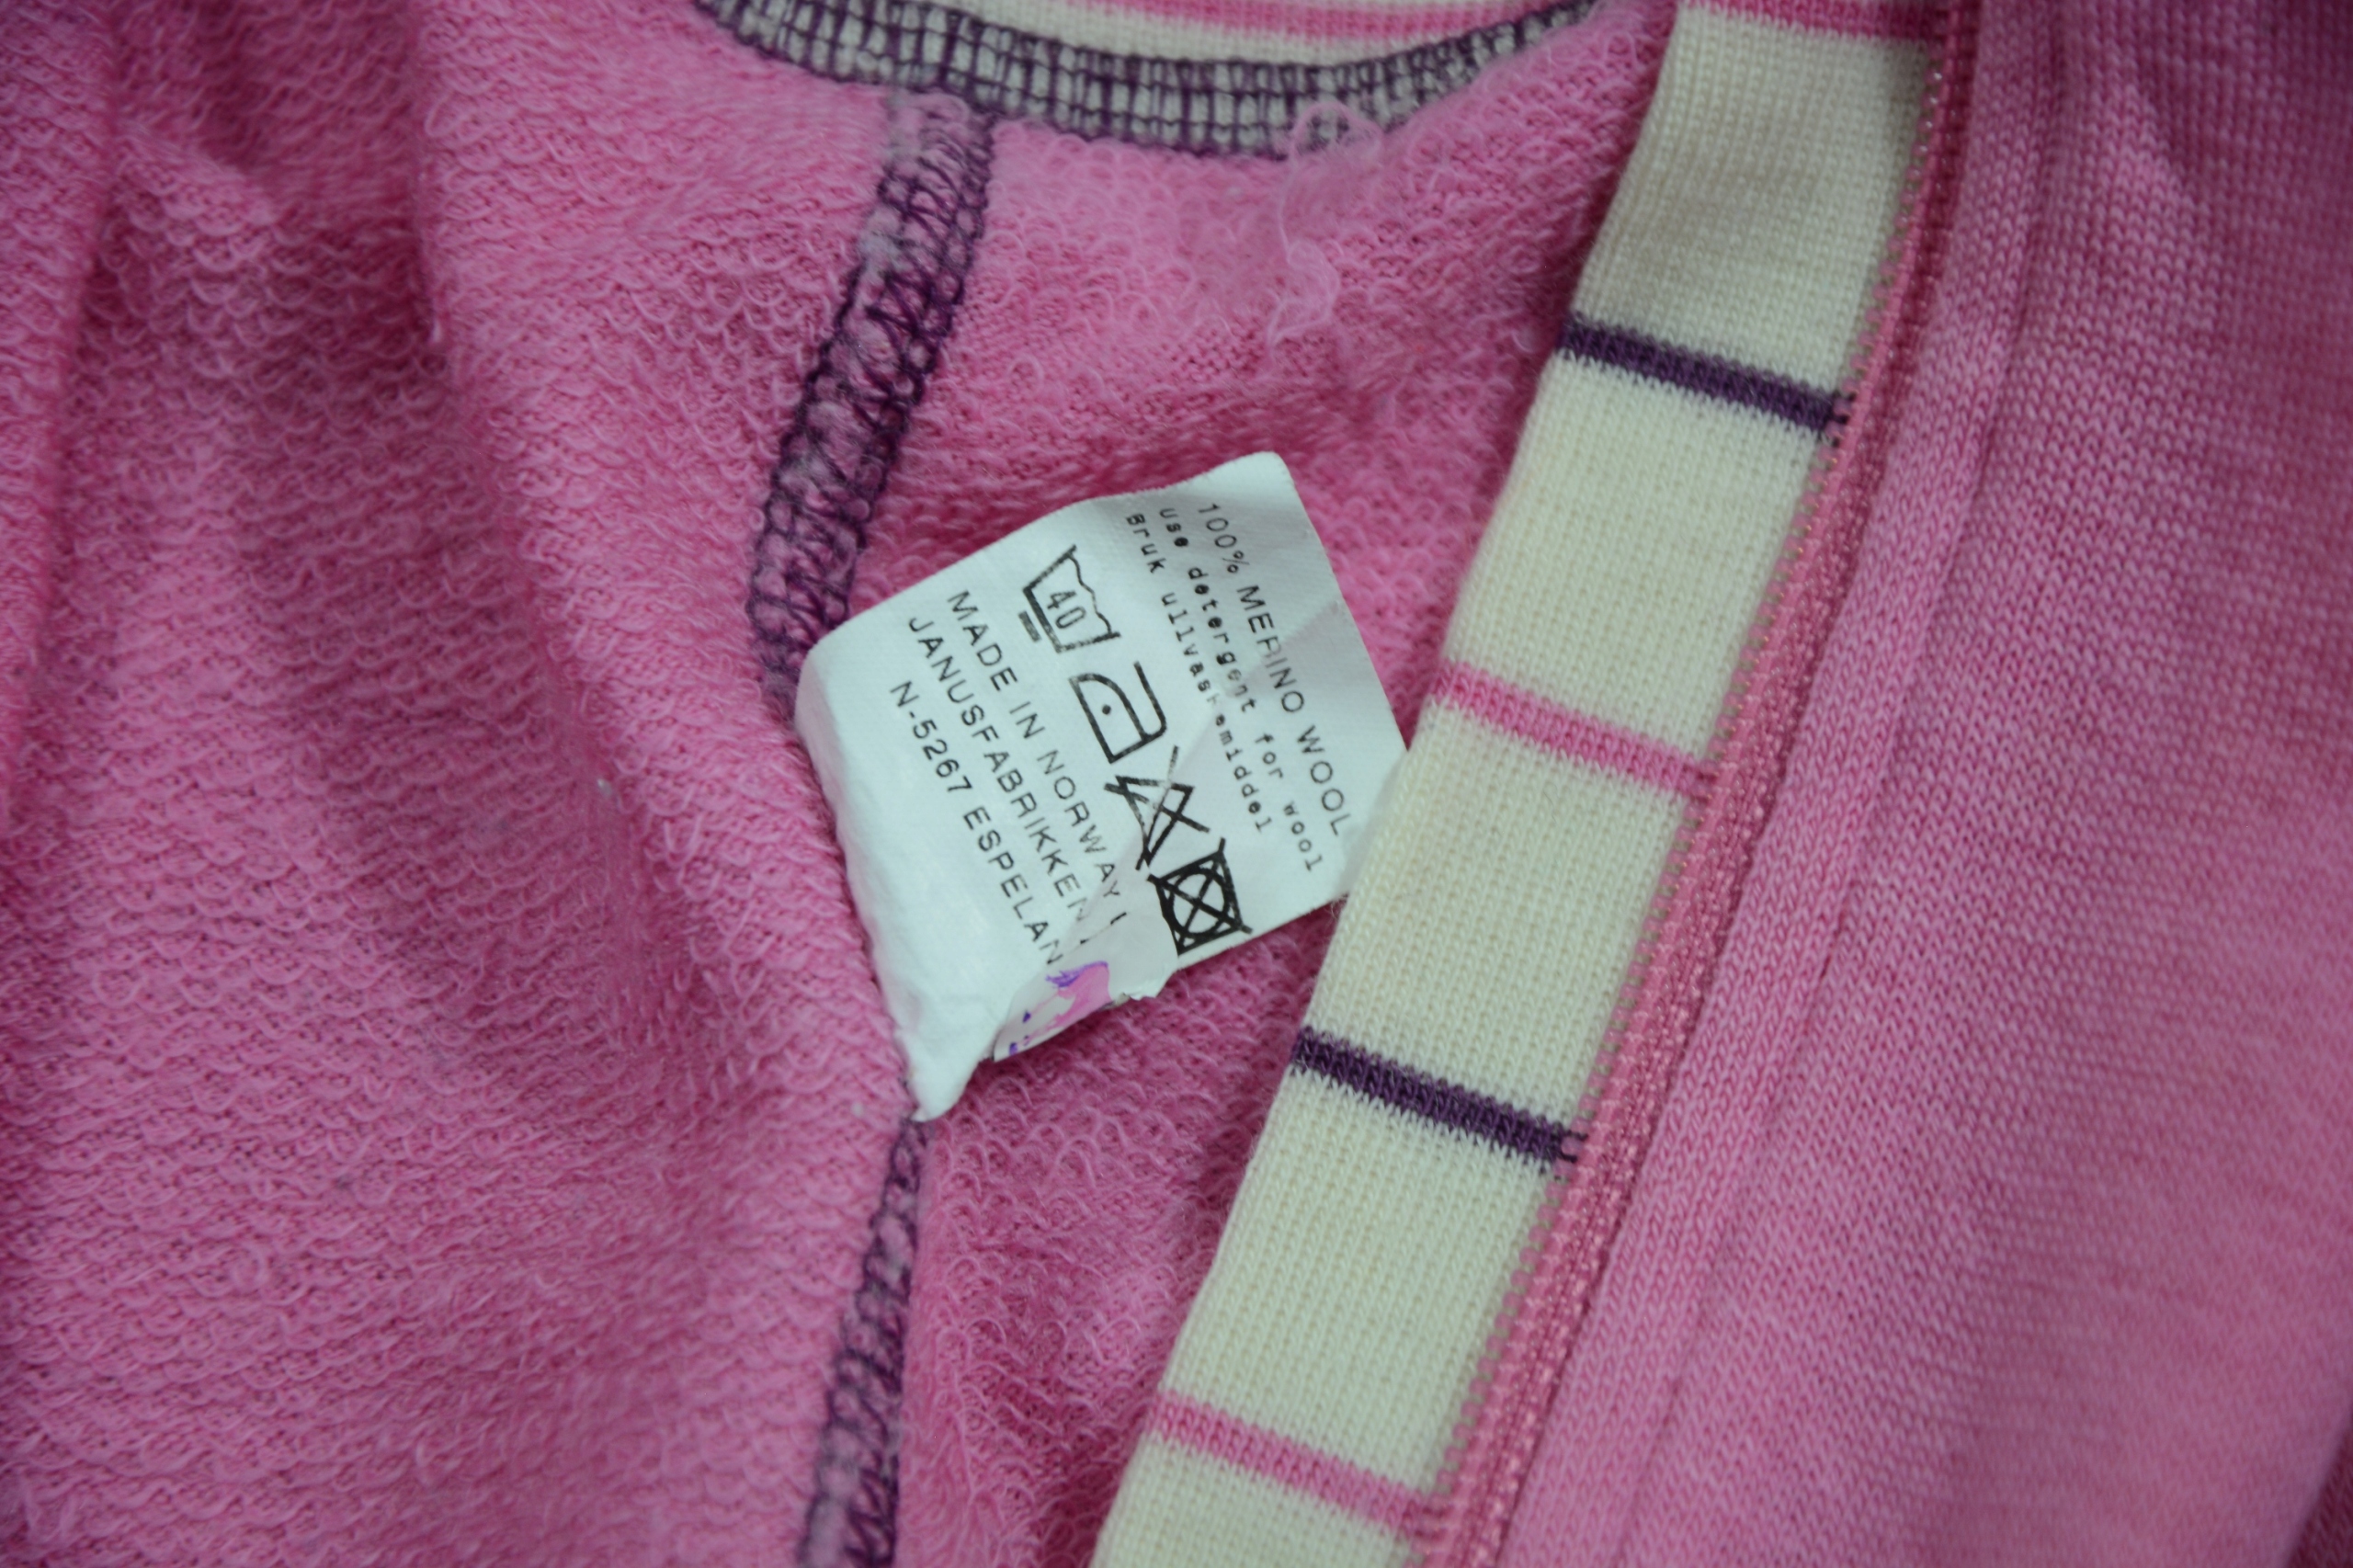 100% MERINO WOOL
use detergent for wool
Bruk ullvaskemiddel
40
MADE IN NORWAY
JANUSFABRIKKEN
N-5267 ESPELAN